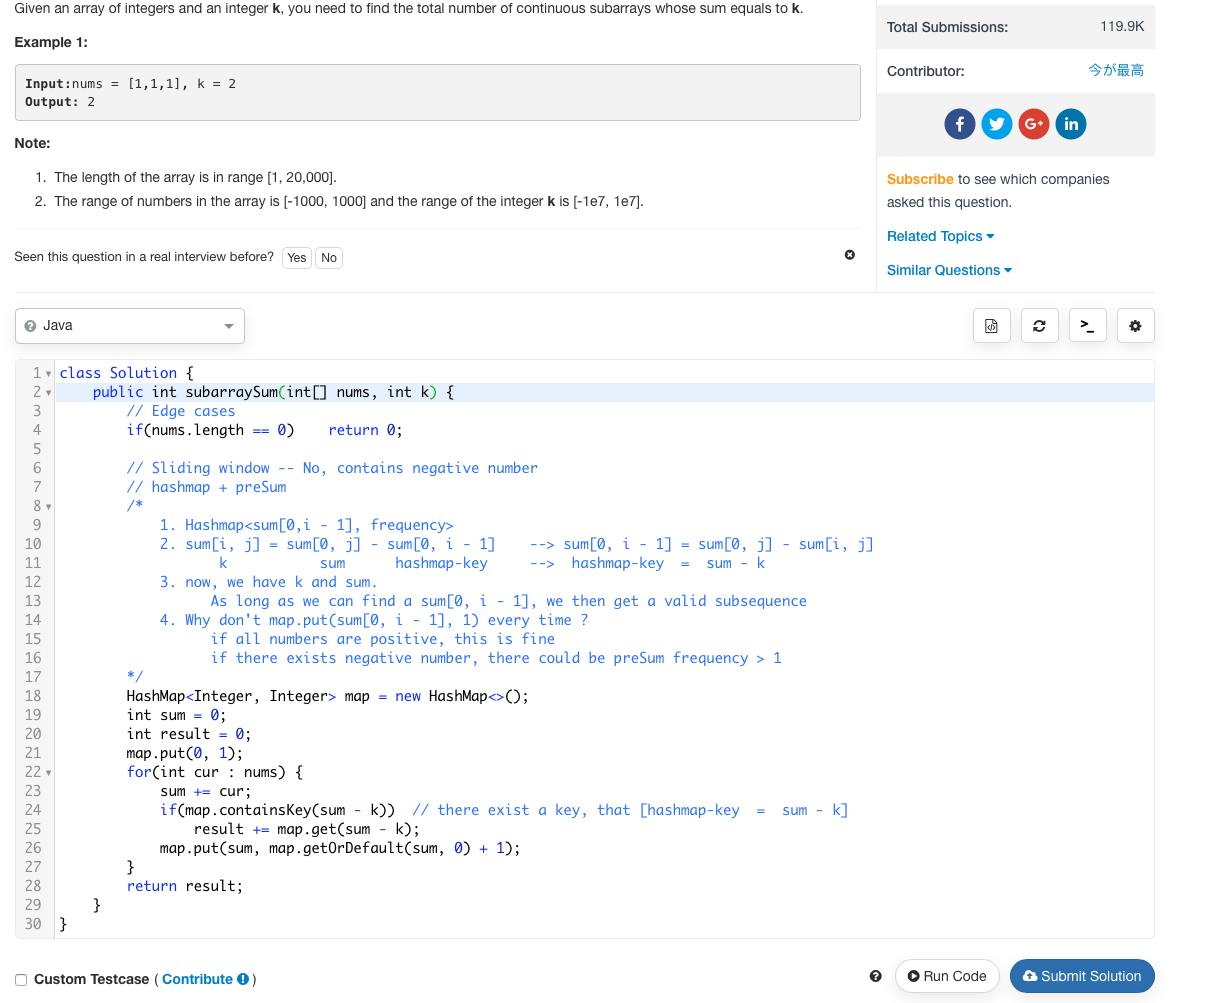 Given an array of integers and an integer k, you need to find the total number of continuous subarrays whose sum equals to k.
Example 1:
Input:nums = [1,1,1], k = 2
Output: 2
Note:
1. The length of the array is in range [1, 20,000].
2. The range of numbers in the array is [-1000, 1000] and the range of the integer k is [-1e7, 1e7].
Seen this question in a real interview before? Yes No
Total Submissions: 119.9K
Contributor: 今が最高
f G+ in
Subscribe to see which companies
asked this question.
Related Topics
Similar Questions
? Java
>_
1 class Solution {
2     public int subarraySum(int[] nums, int k) {
3         // Edge cases
4         if(nums.length == 0)    return 0;
5
6         // Sliding window -- No, contains negative number
7         // hashmap + preSum
8         /*
9             1. Hashmap<sum[0,i - 1], frequency>
10             2. sum[i, j] = sum[0, j] - sum[0, i - 1]    --> sum[0, i - 1] = sum[0, j] - sum[i, j]
11                    k           sum      hashmap-key     -->  hashmap-key  =  sum - k
12             3. now, we have k and sum.
13                   As long as we can find a sum[0, i - 1], we then get a valid subsequence
14             4. Why don't map.put(sum[0, i - 1], 1) every time ?
15                   if all numbers are positive, this is fine
16                   if there exists negative number, there could be preSum frequency > 1
17         */
18         HashMap<Integer, Integer> map = new HashMap<>();
19         int sum = 0;
20         int result = 0;
21         map.put(0, 1);
22         for(int cur : nums) {
23             sum += cur;
24             if(map.containsKey(sum - k))  // there exist a key, that [hashmap-key  =  sum - k]
25                 result += map.get(sum - k);
26             map.put(sum, map.getOrDefault(sum, 0) + 1);
27         }
28         return result;
29     }
30 }
Custom Testcase ( Contribute ! )
? Run Code Submit Solution